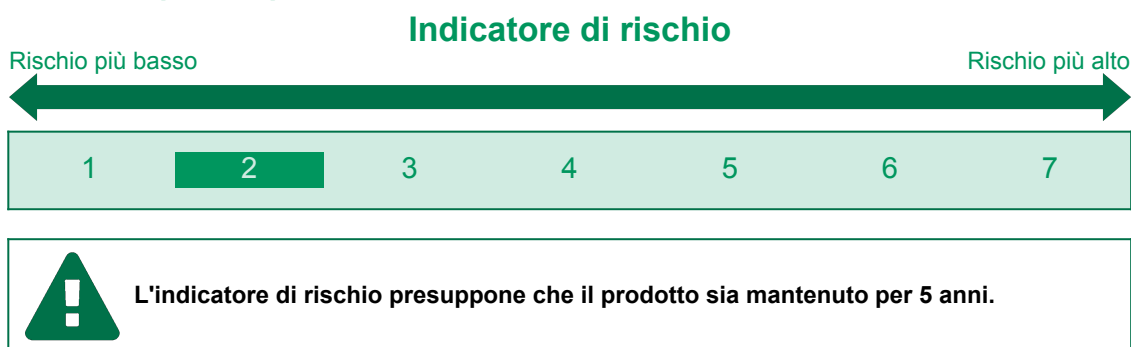 Indicatore di rischio
Rischio più basso Rischio più alto
1 2 3 4 5 6 7
L'indicatore di rischio presuppone che il prodotto sia mantenuto per 5 anni.